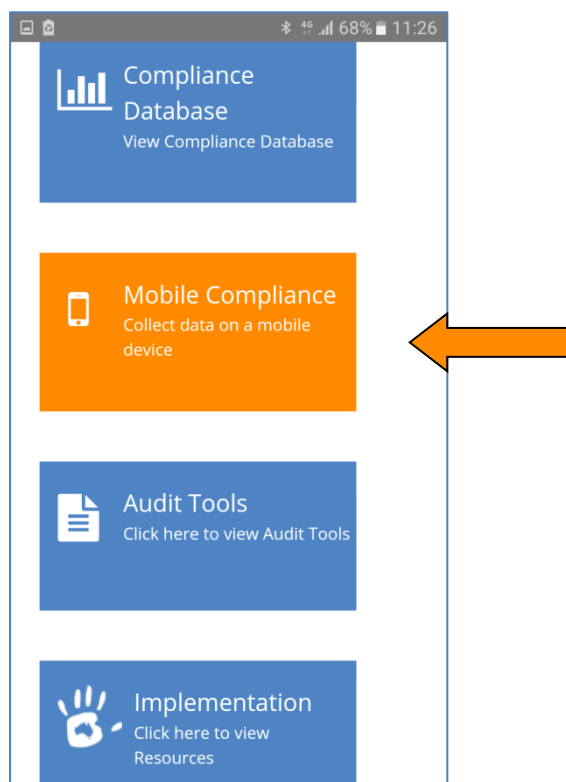 4G 68% 11:26
Compliance
Database
View Compliance Database
Mobile Compliance
Collect data on a mobile
device
Audit Tools
Click here to view Audit Tools
Implementation
Click here to view
Resources